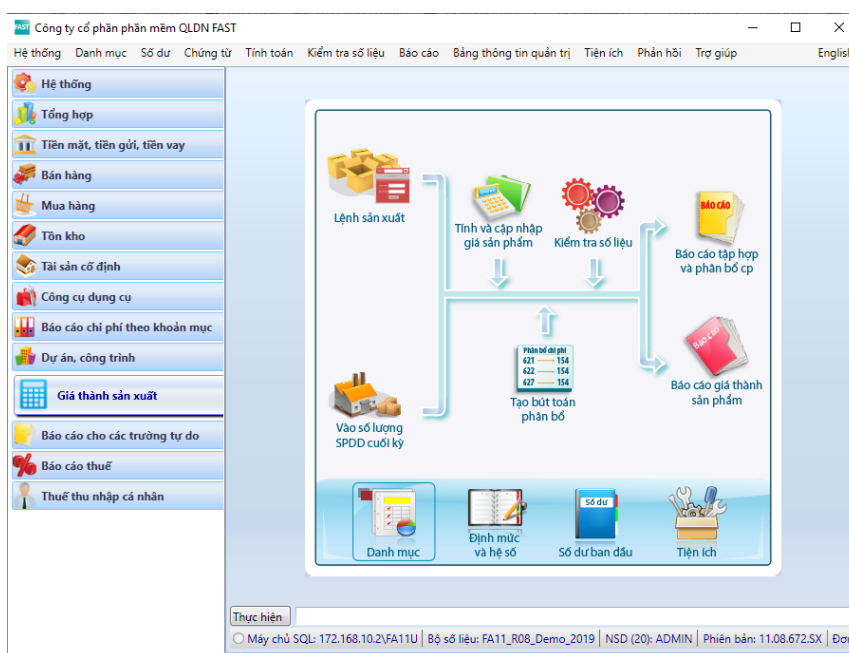 FAST Công ty cổ phần phần mềm QLDN FAST
Hệ thống Danh mục Số dư Chứng từ Tính toán Kiểm tra số liệu Báo cáo Bảng thông tin quản trị Tiện ích Phản hồi Trợ giúp English
Hệ thống
Tổng hợp
Tiền mặt, tiền gửi, tiền vay
Bán hàng
Mua hàng
Tồn kho
Tài sản cố định
Công cụ dụng cụ
Báo cáo chi phí theo khoản mục
Dự án, công trình
Giá thành sản xuất
Báo cáo cho các trường tự do
Báo cáo thuế
Thuế thu nhập cá nhân
Lệnh sản xuất
Tính và cập nhập
giá sản phẩm
Kiểm tra số liệu
BÁO CÁO
Báo cáo tập hợp
và phân bổ cp
Phân bổ chi phí
621 154
622 154
627 154
Tạo bút toán
phân bổ
Báo cáo
Báo cáo giá thành
sản phẩm
Vào số lượng
SPDD cuối kỳ
Danh mục
Định mức
và hệ số
Số dư
Số dư ban đầu
Tiện ích
Thực hiện
Máy chủ SQL: 172.168.10.2\FA11U Bộ số liệu: FA11_R08_Demo_2019 NSD (20): ADMIN Phiên bản: 11.08.672.SX Đơn